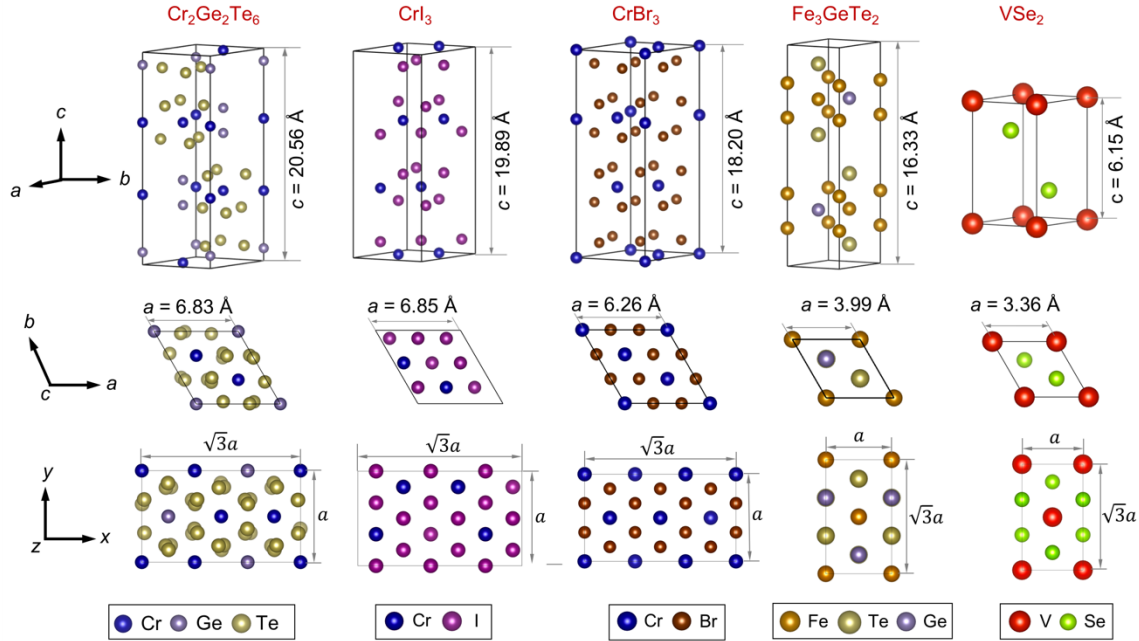 Cr₂Ge₂Te₆
CrI₃
CrBr₃
Fe₃GeTe₂
VSe₂
c
a
b
c = 20.56 Å
c = 19.89 Å
c = 18.20 Å
c = 16.33 Å
c = 6.15 Å
b
a
c
a = 6.83 Å
a = 6.85 Å
a = 6.26 Å
a = 3.99 Å
a = 3.36 Å
y
x
z
√3a
a
√3a
a
√3a
a
a
√3a
a
√3a
Cr Ge Te
Cr I
Cr Br
Fe Te Ge
V Se